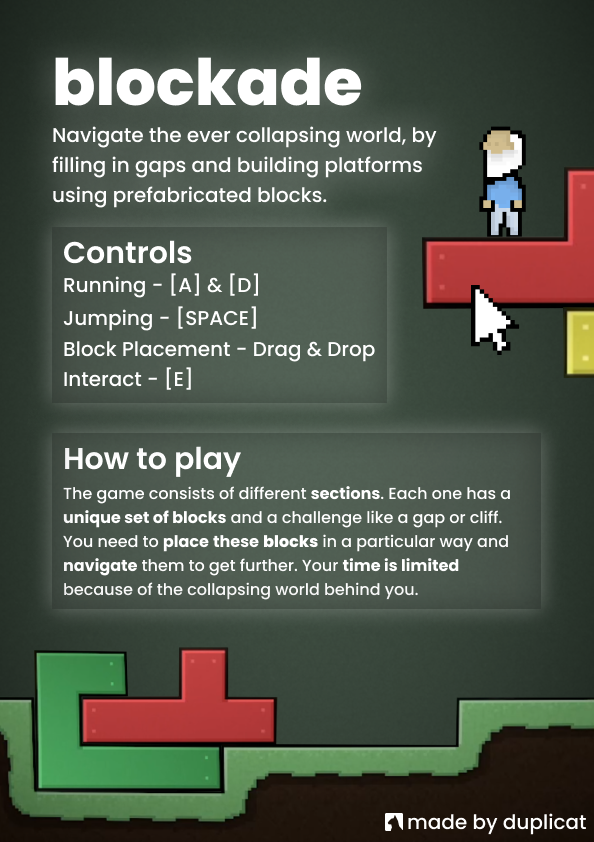 blockade
Navigate the ever collapsing world, by
filling in gaps and building platforms
using prefabricated blocks.
Controls
Running - [A] & [D]
Jumping - [SPACE]
Block Placement - Drag & Drop
Interact - [E]
How to play
The game consists of different sections. Each one has a
unique set of blocks and a challenge like a gap or cliff.
You need to place these blocks in a particular way and
navigate them to get further. Your time is limited
because of the collapsing world behind you.
made by duplicat